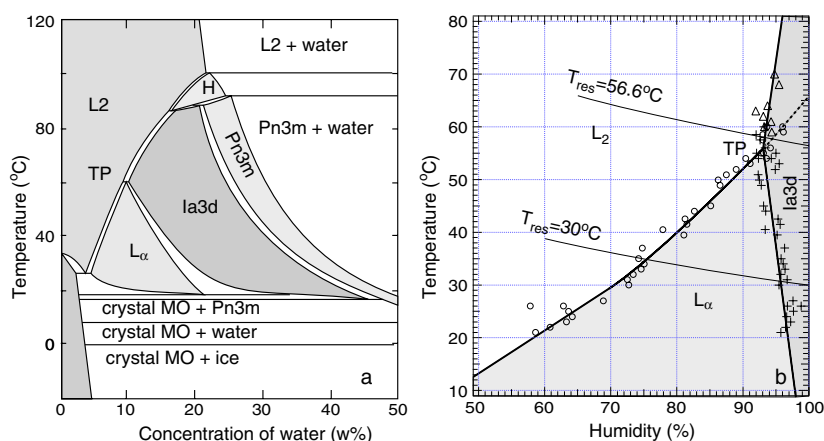 120
80
40
0
Temperature (°C)
L2 + water
H
L2
Pn3m + water
Pn3m
TP
Ia3d
Lα
crystal MO + Pn3m
crystal MO + water
crystal MO + ice
a
0 10 20 30 40 50
Concentration of water (w%)
80
70
60
50
40
30
20
10
Temperature (°C)
Tres=56.6°C
L2
TP
Ia3d
Tres=30°C
Lα
b
50 60 70 80 90 100
Humidity (%)